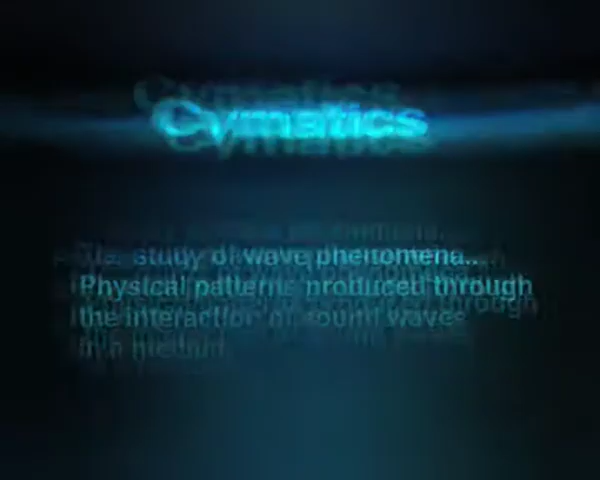 Cymatics
The study of wave phenomena...
Physical patterns produced through
the interaction of sound waves
in a medium.